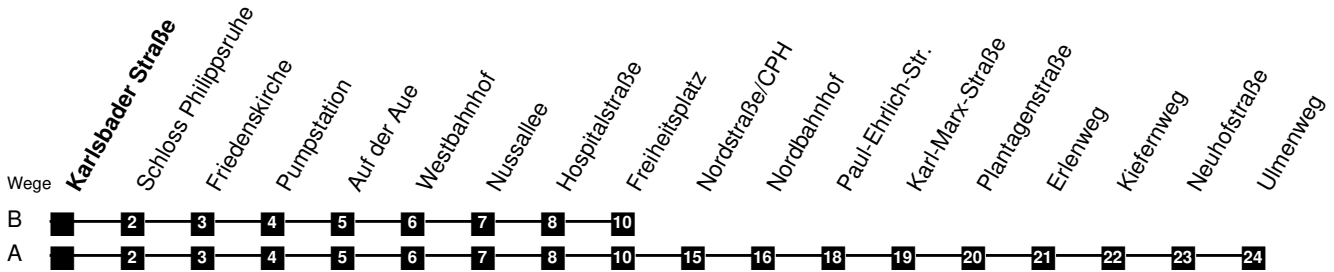 Karlsbader Straße
Schloss Philippsruhe
Friedenskirche
Pumpstation
Auf der Aue
Westbahnhof
Nussallee
Hospitalstraße
Freiheitsplatz
Nordstraße/CPH
Nordbahnhof
Paul-Ehrlich-Str.
Karl-Marx-Straße
Plantagenstraße
Erlenweg
Kiefernweg
Neuhofstraße
Ulmenweg
Wege
B 2 3 4 5 6 7 8 10
A 2 3 4 5 6 7 8 10 15 16 18 19 20 21 22 23 24